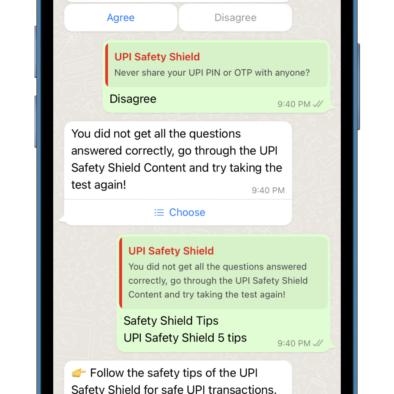 Agree
Disagree
UPI Safety Shield
Never share your UPI PIN or OTP with anyone?
Disagree
9:40 PM
You did not get all the questions
answered correctly, go through the UPI
Safety Shield Content and try taking the
test again!
9:40 PM
Choose
UPI Safety Shield
You did not get all the questions answered
correctly, go through the UPI Safety Shield
Content and try taking the test again!
Safety Shield Tips
UPI Safety Shield 5 tips
9:40 PM
👉 Follow the safety tips of the UPI
Safety Shield for safe UPI transactions.